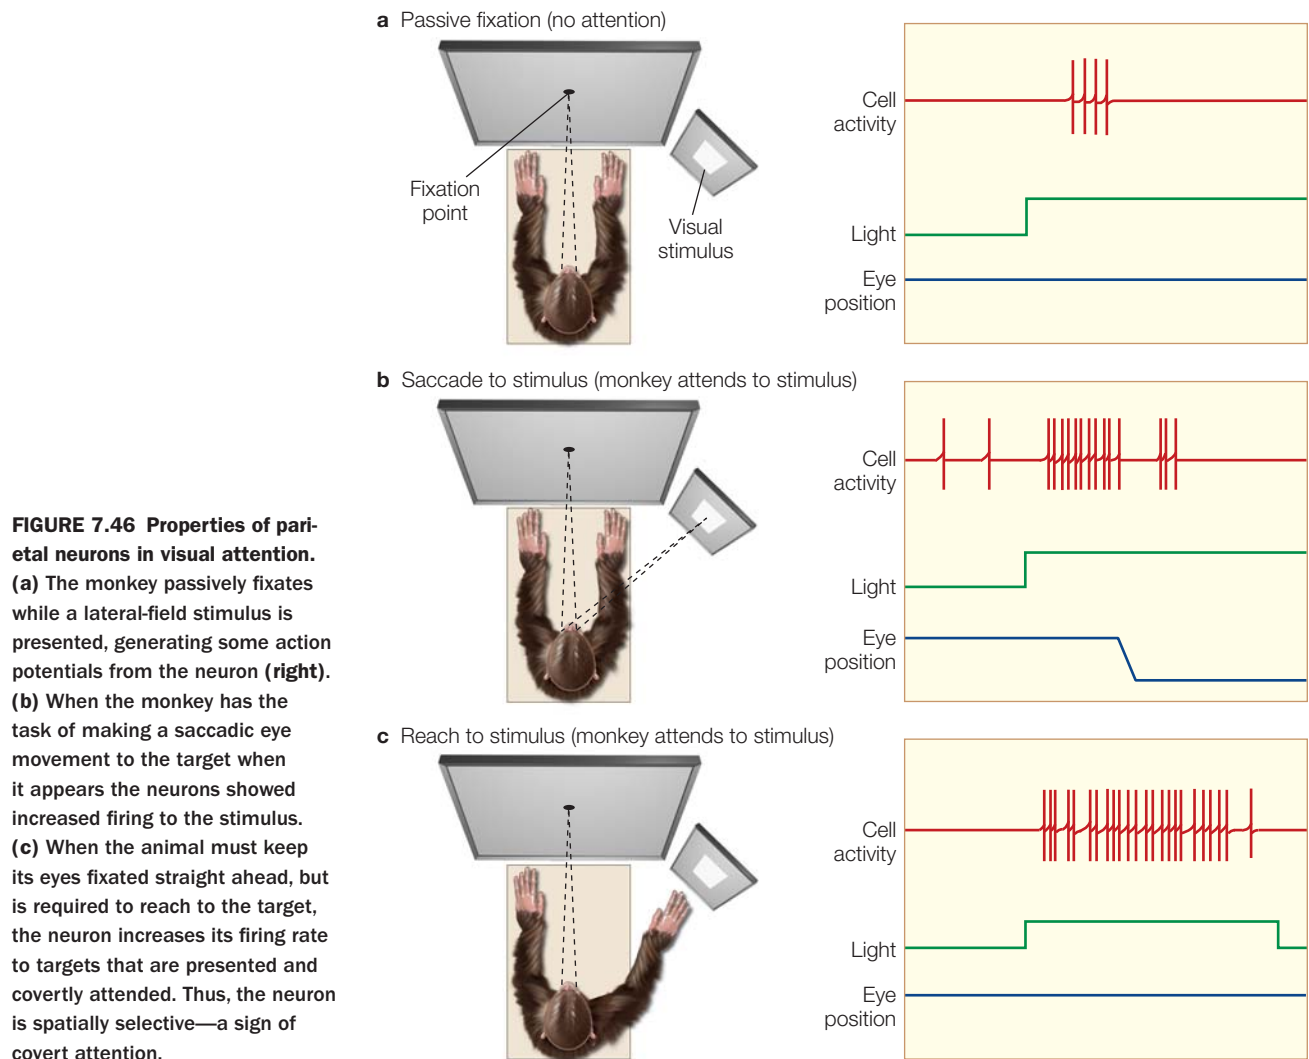 a Passive fixation (no attention)
Fixation
point
Visual
stimulus
Cell
activity
Light
Eye
position
b Saccade to stimulus (monkey attends to stimulus)
Cell
activity
Light
Eye
position
c Reach to stimulus (monkey attends to stimulus)
Cell
activity
Light
Eye
position
FIGURE 7.46 Properties of pari-
etal neurons in visual attention.
(a) The monkey passively fixates
while a lateral-field stimulus is
presented, generating some action
potentials from the neuron (right).
(b) When the monkey has the
task of making a saccadic eye
movement to the target when
it appears the neurons showed
increased firing to the stimulus.
(c) When the animal must keep
its eyes fixated straight ahead, but
is required to reach to the target,
the neuron increases its firing rate
to targets that are presented and
covertly attended. Thus, the neuron
is spatially selective—a sign of
covert attention.